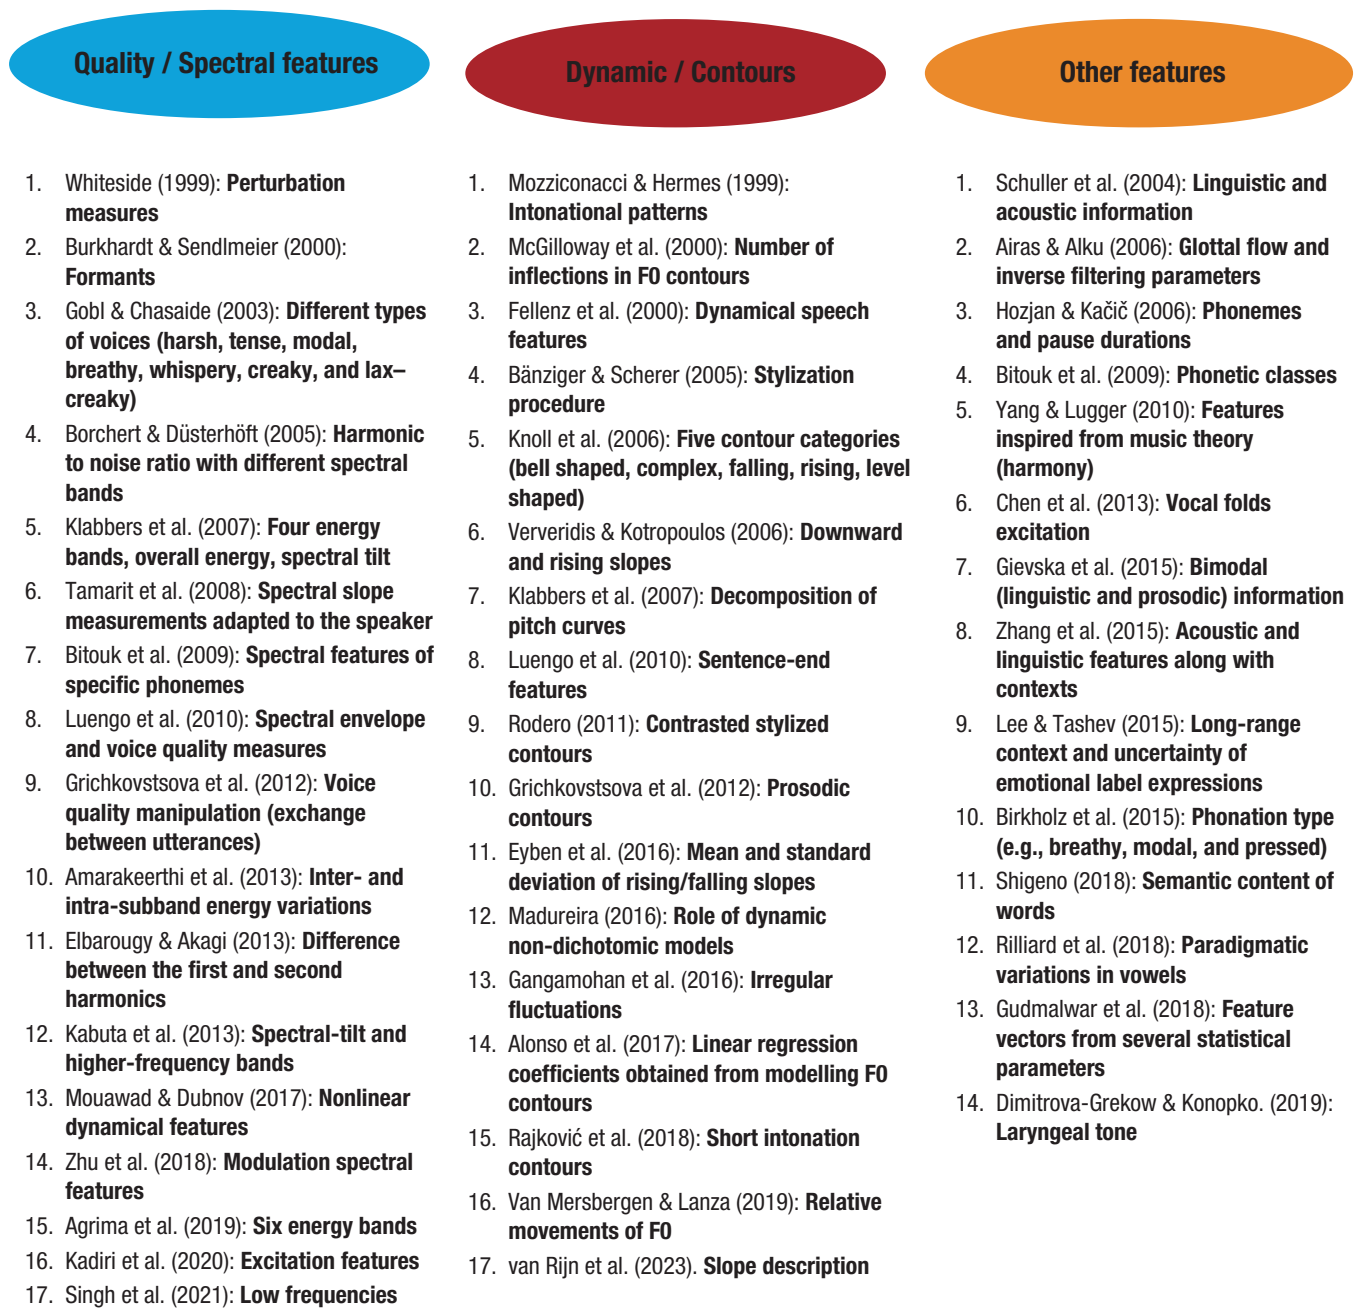 Quality / Spectral features
1. Whiteside (1999): Perturbation
measures
2. Burkhardt & Sendlmeier (2000):
Formants
3. Gobl & Chasaide (2003): Different types
of voices (harsh, tense, modal,
breathy, whispery, creaky, and lax–
creaky)
4. Borchert & Düsterhöft (2005): Harmonic
to noise ratio with different spectral
bands
5. Klabbers et al. (2007): Four energy
bands, overall energy, spectral tilt
6. Tamarit et al. (2008): Spectral slope
measurements adapted to the speaker
7. Bitouk et al. (2009): Spectral features of
specific phonemes
8. Luengo et al. (2010): Spectral envelope
and voice quality measures
9. Grichkovstsova et al. (2012): Voice
quality manipulation (exchange
between utterances)
10. Amarakeerthi et al. (2013): Inter- and
intra-subband energy variations
11. Elbarougy & Akagi (2013): Difference
between the first and second
harmonics
12. Kabuta et al. (2013): Spectral-tilt and
higher-frequency bands
13. Mouawad & Dubnov (2017): Nonlinear
dynamical features
14. Zhu et al. (2018): Modulation spectral
features
15. Agrima et al. (2019): Six energy bands
16. Kadiri et al. (2020): Excitation features
17. Singh et al. (2021): Low frequencies
Dynamic / Contours
1. Mozziconacci & Hermes (1999):
Intonational patterns
2. McGilloway et al. (2000): Number of
inflections in F0 contours
3. Fellenz et al. (2000): Dynamical speech
features
4. Bänziger & Scherer (2005): Stylization
procedure
5. Knoll et al. (2006): Five contour categories
(bell shaped, complex, falling, rising, level
shaped)
6. Ververidis & Kotropoulos (2006): Downward
and rising slopes
7. Klabbers et al. (2007): Decomposition of
pitch curves
8. Luengo et al. (2010): Sentence-end
features
9. Rodero (2011): Contrasted stylized
contours
10. Grichkovstsova et al. (2012): Prosodic
contours
11. Eyben et al. (2016): Mean and standard
deviation of rising/falling slopes
12. Madureira (2016): Role of dynamic
non-dichotomic models
13. Gangamohan et al. (2016): Irregular
fluctuations
14. Alonso et al. (2017): Linear regression
coefficients obtained from modelling F0
contours
15. Rajković et al. (2018): Short intonation
contours
16. Van Mersbergen & Lanza (2019): Relative
movements of F0
17. van Rijn et al. (2023). Slope description
Other features
1. Schuller et al. (2004): Linguistic and
acoustic information
2. Airas & Alku (2006): Glottal flow and
inverse filtering parameters
3. Hozjan & Kačič (2006): Phonemes
and pause durations
4. Bitouk et al. (2009): Phonetic classes
5. Yang & Lugger (2010): Features
inspired from music theory
(harmony)
6. Chen et al. (2013): Vocal folds
excitation
7. Gievska et al. (2015): Bimodal
(linguistic and prosodic) information
8. Zhang et al. (2015): Acoustic and
linguistic features along with
contexts
9. Lee & Tashev (2015): Long-range
context and uncertainty of
emotional label expressions
10. Birkholz et al. (2015): Phonation type
(e.g., breathy, modal, and pressed)
11. Shigeno (2018): Semantic content of
words
12. Rilliard et al. (2018): Paradigmatic
variations in vowels
13. Gudmalwar et al. (2018): Feature
vectors from several statistical
parameters
14. Dimitrova-Grekow & Konopko. (2019):
Laryngeal tone